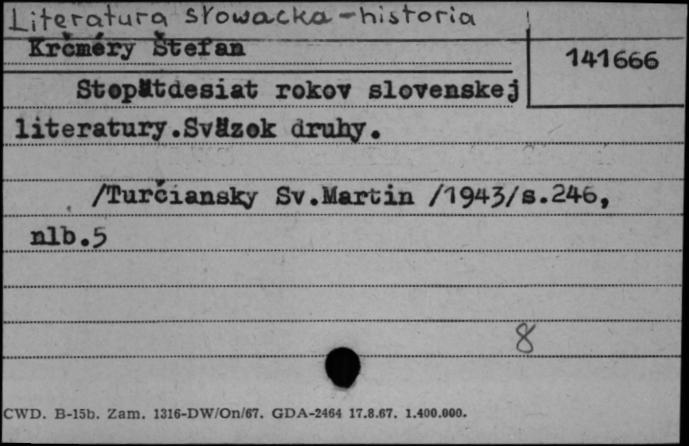 Literatura słowacka - historia
Krčméry Štefan
141666
Stopätdesiat rokov slovenskej
literatury.Sväzok druhy.
/Turčiansky Sv.Martin /1943/s.246,
nlb.5
8
CWD. B-15b. Zam. 1316-DW/On/67. GDA-2464 17.8.67. 1.400.000.